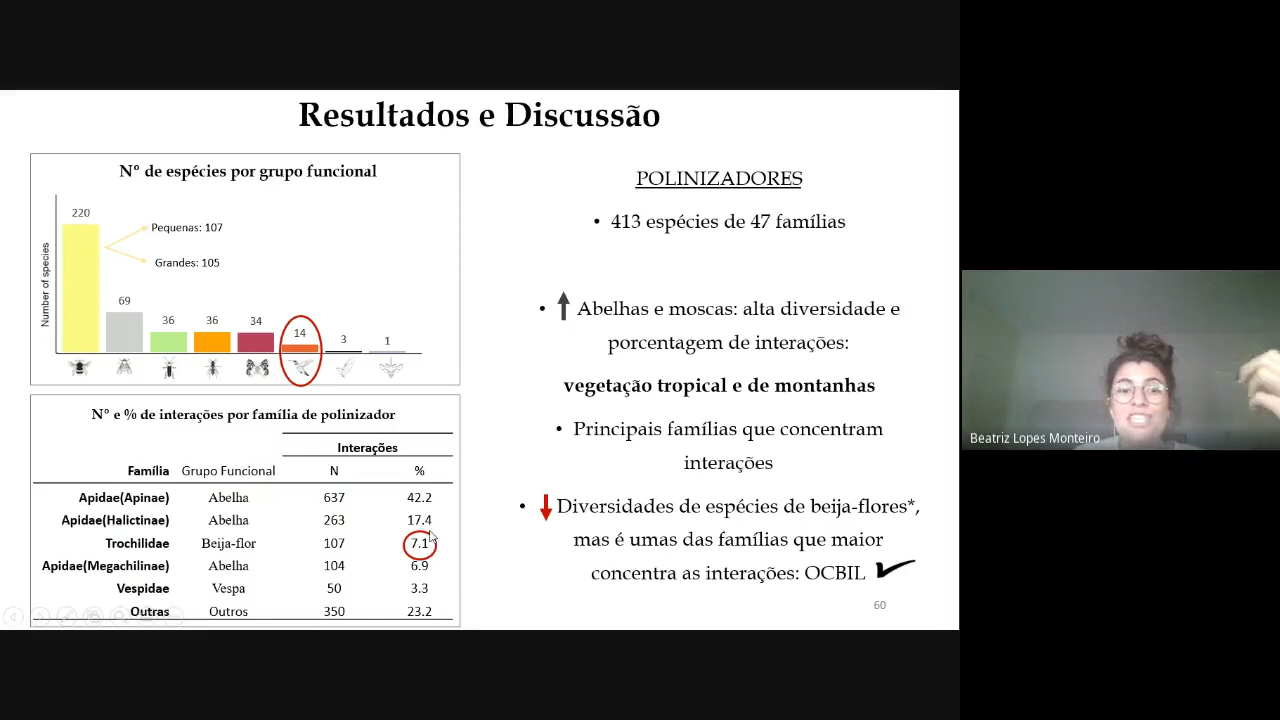 Resultados e Discussão
Nº de espécies por grupo funcional
Number of species
220
Pequenas: 107
Grandes: 105
69
36
36
34
14
3
1
Nº e % de interações por família de polinizador
Interações
Família Grupo Funcional N %
Apidae(Apinae) Abelha 637 42.2
Apidae(Halictinae) Abelha 263 17.4
Trochilidae Beija-flor 107 7.1
Apidae(Megachilinae) Abelha 104 6.9
Vespidae Vespa 50 3.3
Outras Outros 350 23.2
POLINIZADORES
• 413 espécies de 47 famílias
• Abelhas e moscas: alta diversidade e
porcentagem de interações:
vegetação tropical e de montanhas
• Principais famílias que concentram
interações
• Diversidades de espécies de beija-flores*,
mas é umas das famílias que maior
concentra as interações: OCBIL
60
Beatriz Lopes Monteiro